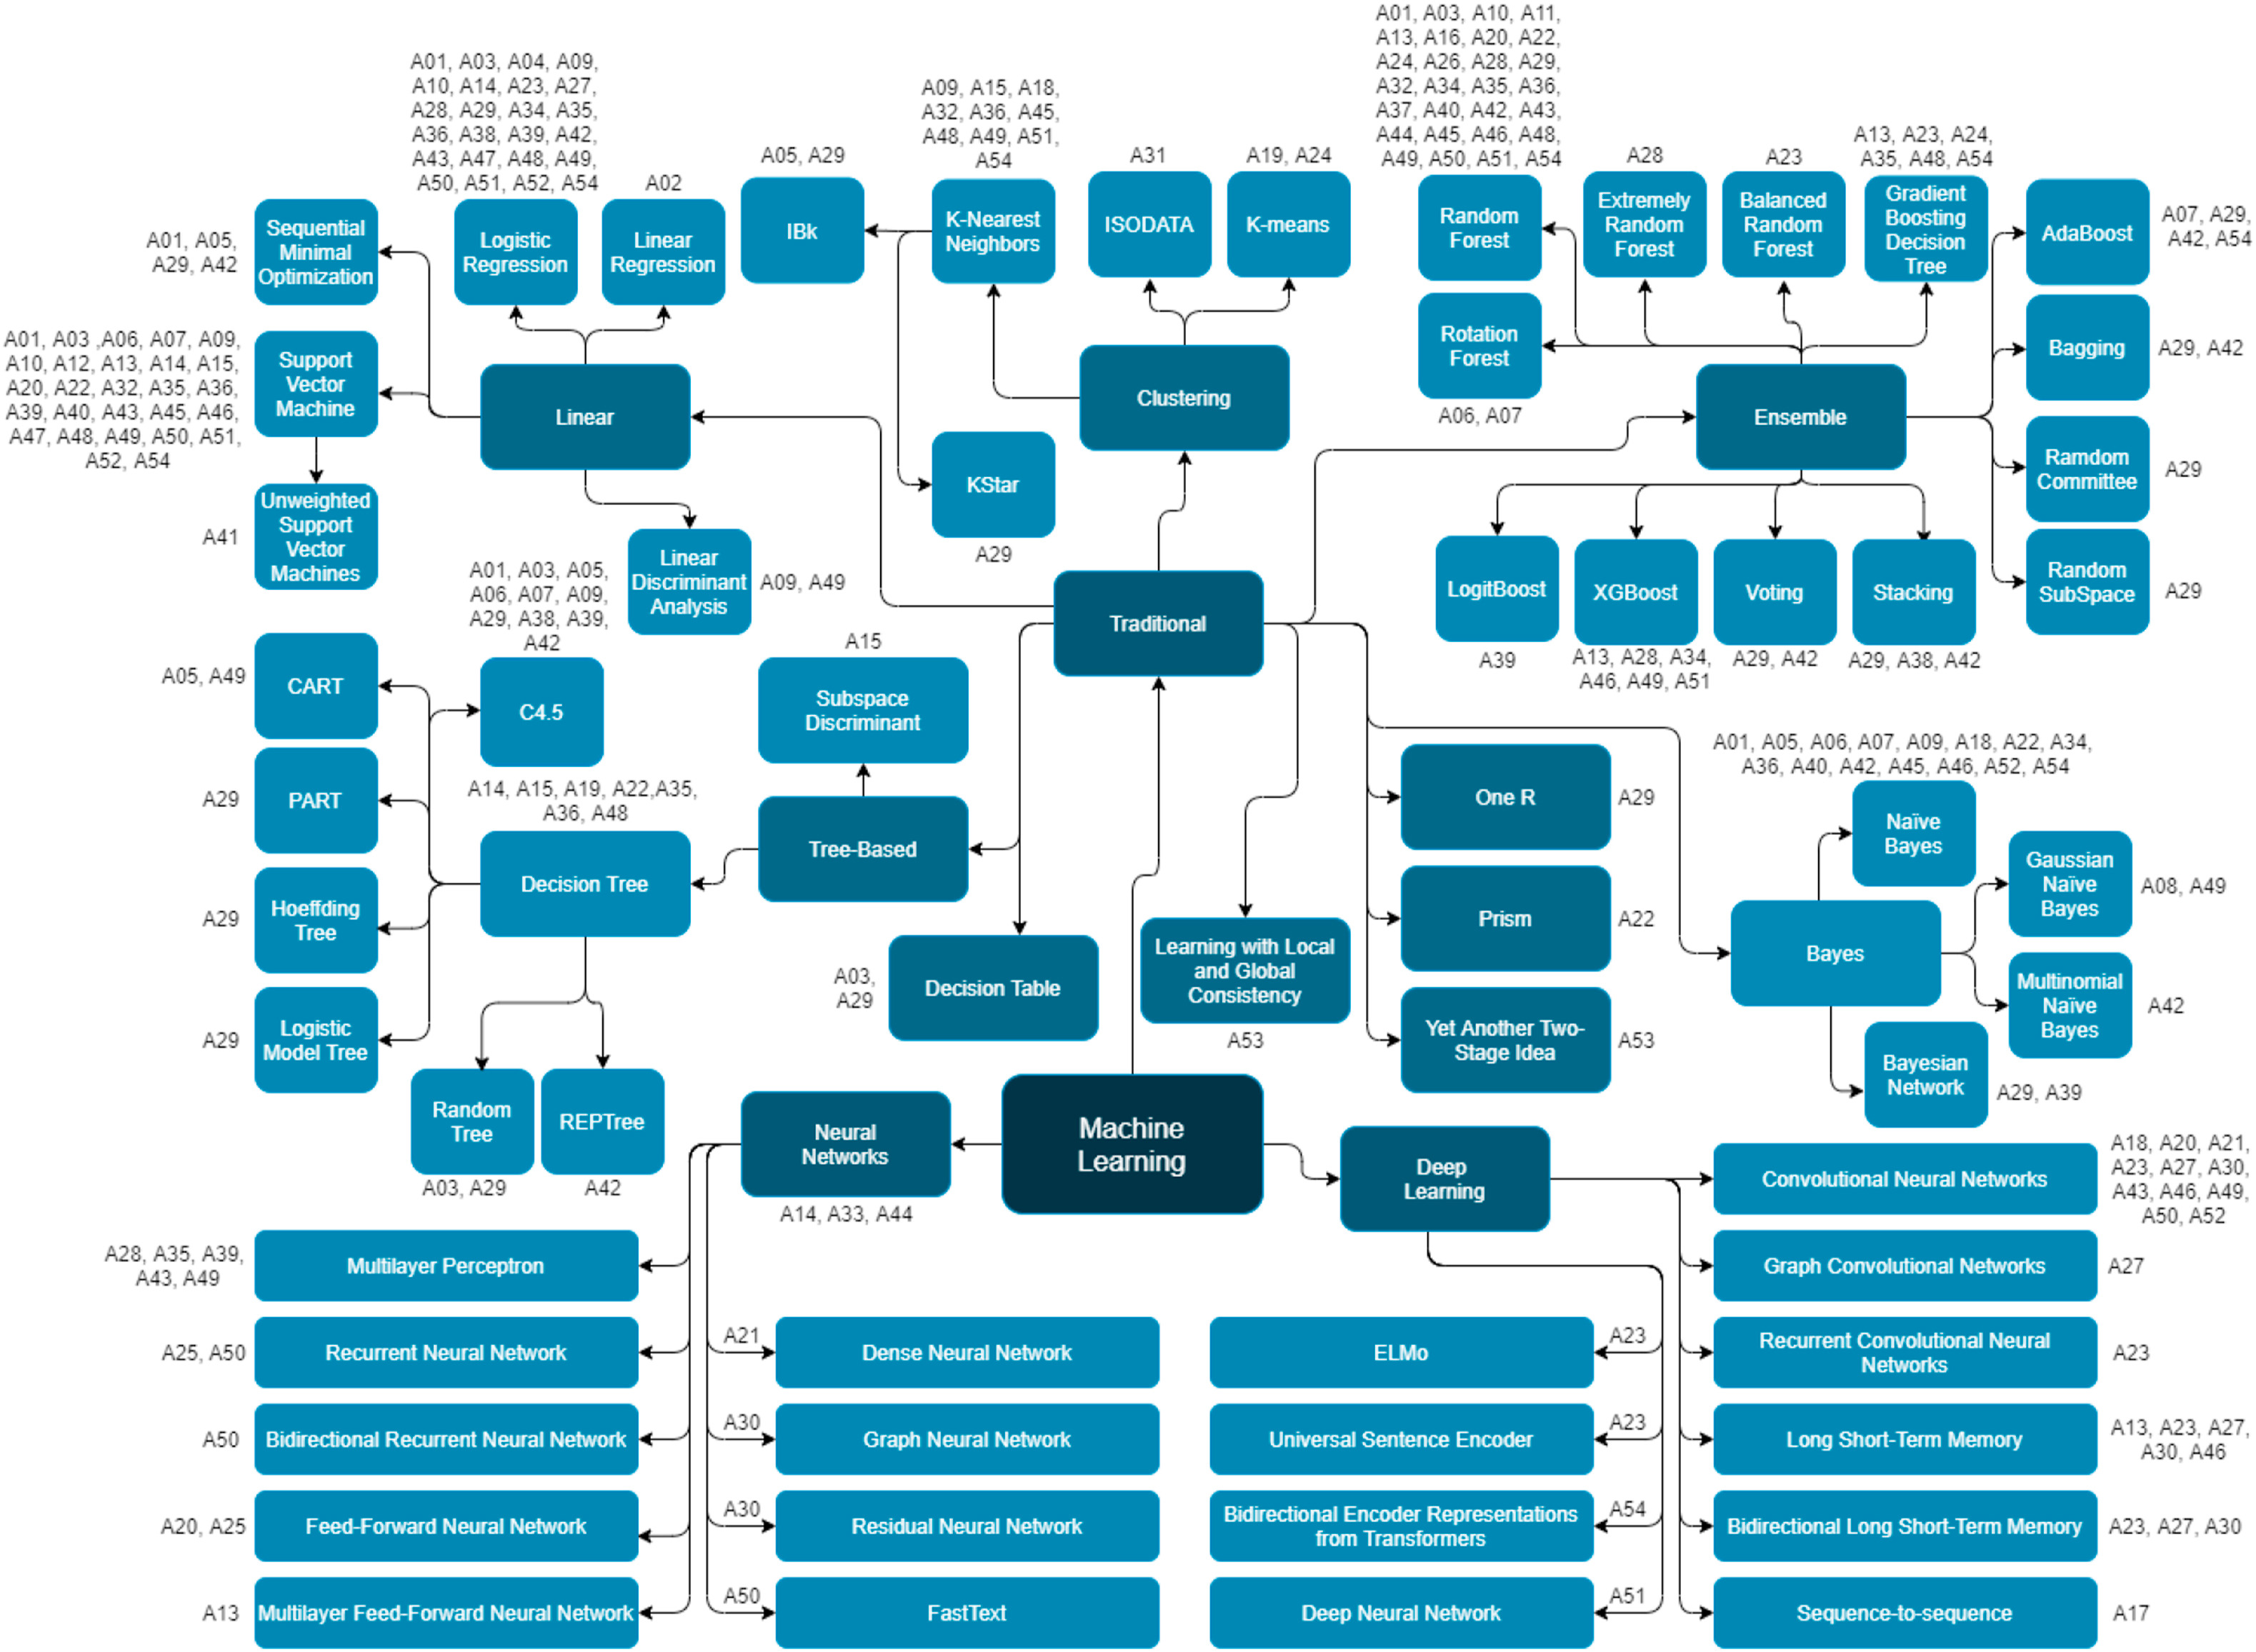 A01, A03, A04, A09,
A10, A14, A23, A27,
A28, A29, A34, A35,
A36, A38, A39, A42,
A43, A47, A48, A49,
A50, A51, A52, A54
Logistic
Regression
A02
Linear
Regression
A01, A05,
A29, A42
Sequential
Minimal
Optimization
A01, A03 ,A06, A07, A09,
A10, A12, A13, A14, A15,
A20, A22, A32, A35, A36,
A39, A40, A43, A45, A46,
A47, A48, A49, A50, A51,
A52, A54
Support
Vector
Machine
A41
Unweighted
Support
Vector
Machines
Linear
Linear
Discriminant
Analysis
A09, A49
A05, A29
IBk
A09, A15, A18,
A32, A36, A45,
A48, A49, A51,
A54
K-Nearest
Neighbors
KStar
A29
A31
ISODATA
A19, A24
K-means
Clustering
A01, A03, A10, A11,
A13, A16, A20, A22,
A24, A26, A28, A29,
A32, A34, A35, A36,
A37, A40, A42, A43,
A44, A45, A46, A48,
A49, A50, A51, A54
Random
Forest
Rotation
Forest
A06, A07
A28
Extremely
Random
Forest
A23
Balanced
Random
Forest
A13, A23, A24,
A35, A48, A54
Gradient
Boosting
Decision
Tree
AdaBoost
A07, A29,
A42, A54
Bagging
A29, A42
Ensemble
Ramdom
Committee
A29
Random
SubSpace
A29
LogitBoost
A39
XGBoost
A13, A28, A34,
A46, A49, A51
Voting
A29, A42
Stacking
A29, A38, A42
Traditional
A01, A03, A05,
A06, A07, A09,
A29, A38, A39,
A42
C4.5
A05, A49
CART
A29
PART
A29
Hoeffding
Tree
A29
Logistic
Model Tree
A14, A15, A19, A22,A35,
A36, A48
Decision Tree
Random
Tree
A03, A29
REPTree
A42
A15
Subspace
Discriminant
Tree-Based
A03,
A29
Decision Table
Learning with Local
and Global
Consistency
A53
One R
A29
Prism
A22
Yet Another Two-
Stage Idea
A53
A01, A05, A06, A07, A09, A18, A22, A34,
A36, A40, A42, A45, A46, A52, A54
Naïve
Bayes
Gaussian
Naïve
Bayes
A08, A49
Bayes
Multinomial
Naïve
Bayes
A42
Bayesian
Network
A29, A39
Machine
Learning
Neural
Networks
A14, A33, A44
A28, A35, A39,
A43, A49
Multilayer Perceptron
A25, A50
Recurrent Neural Network
A50
Bidirectional Recurrent Neural Network
A20, A25
Feed-Forward Neural Network
A13
Multilayer Feed-Forward Neural Network
A21
Dense Neural Network
A30
Graph Neural Network
A30
Residual Neural Network
A50
FastText
Deep
Learning
ELMo
A23
Universal Sentence Encoder
A23
Bidirectional Encoder Representations
from Transformers
A54
Deep Neural Network
A51
Convolutional Neural Networks
A18, A20, A21,
A23, A27, A30,
A43, A46, A49,
A50, A52
Graph Convolutional Networks
A27
Recurrent Convolutional Neural
Networks
A23
Long Short-Term Memory
A13, A23, A27,
A30, A46
Bidirectional Long Short-Term Memory
A23, A27, A30
Sequence-to-sequence
A17